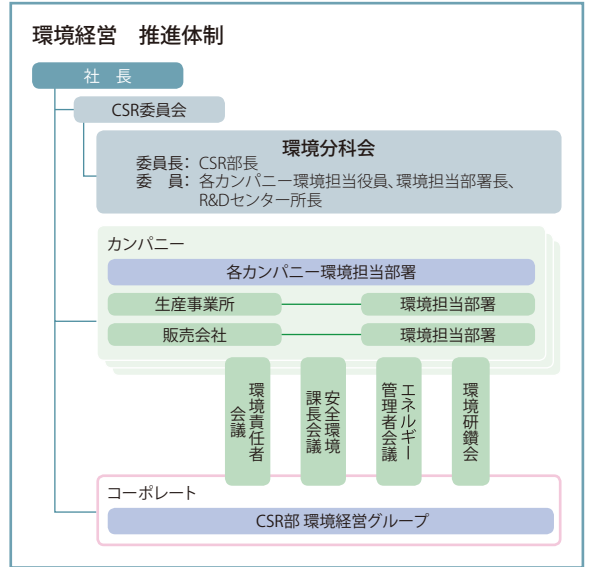 環境経営　推進体制
社　長
CSR委員会
環境分科会
委員長：CSR部長
委　員：各カンパニー環境担当役員、環境担当部署長、
R&Dセンター所長
カンパニー
各カンパニー環境担当部署
生産事業所
環境担当部署
販売会社
環境担当部署
環境責任者
会議
安全環境
課長会議
エネルギー
管理者会議
環境研鑽会
コーポレート
CSR部 環境経営グループ